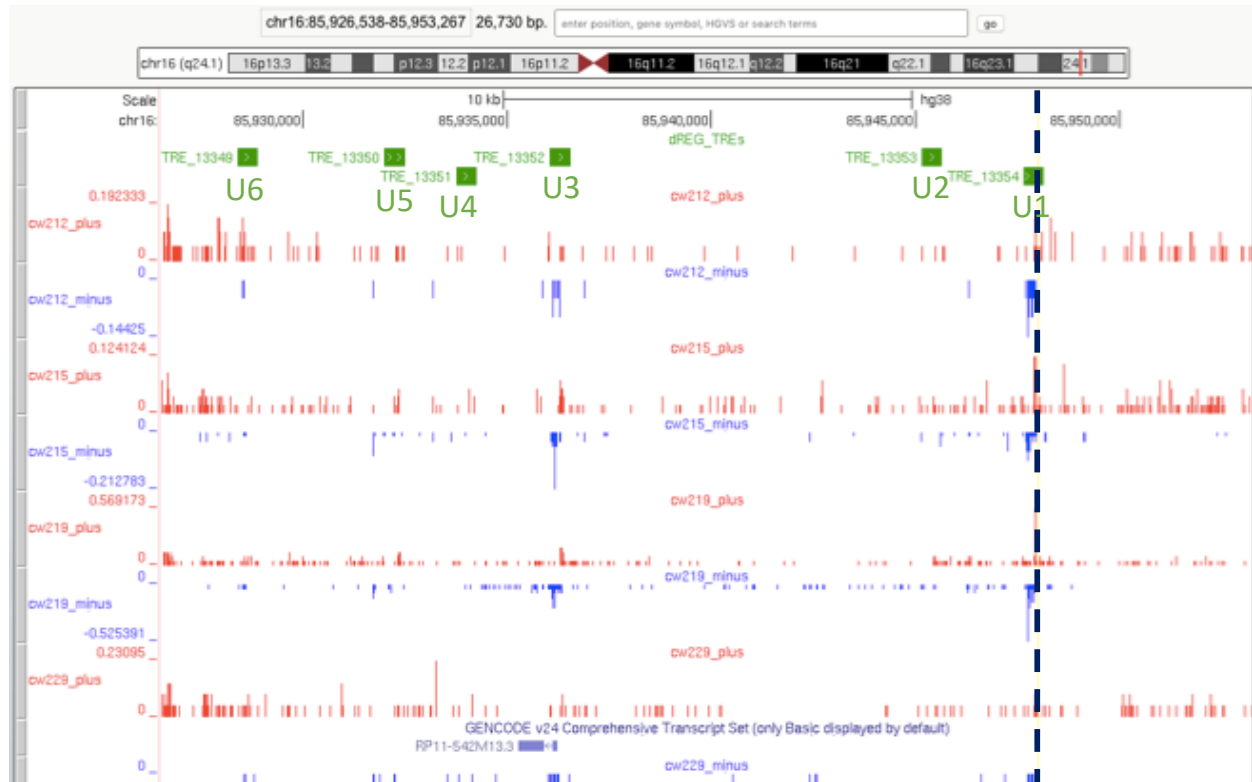 chr16:85,926,538-85,953,267 26,730 bp. enter position, gene symbol, HGVS or search terms go
chr16 (q24.1) 16p13.3 13.2 p12.3 12.2 p12.1 16p11.2 16q11.2 16q12.1 q12.2 16q21 q22.1 16q23.1 24.1
Scale 10 kb hg38
chr16: 85,930,000 85,935,000 85,940,000 85,945,000 85,950,000
dREG_TREs
TRE_13349 TRE_13350 TRE_13352 TRE_13353
TRE_13351 TRE_13354
U6 U5 U4 U3 U2 U1
0.192333 cw212_plus
cw212_plus
0
0 cw212_minus
cw212_minus
-0.14425
0.124124 cw215_plus
cw215_plus
0
0 cw215_minus
cw215_minus
-0.212783
0.569173 cw219_plus
cw219_plus
0
0 cw219_minus
cw219_minus
-0.525391
0.23095 cw229_plus
cw229_plus
0
GENCODE v24 Comprehensive Transcript Set (only Basic displayed by default)
RP11-542M13.3
0 cw229_minus